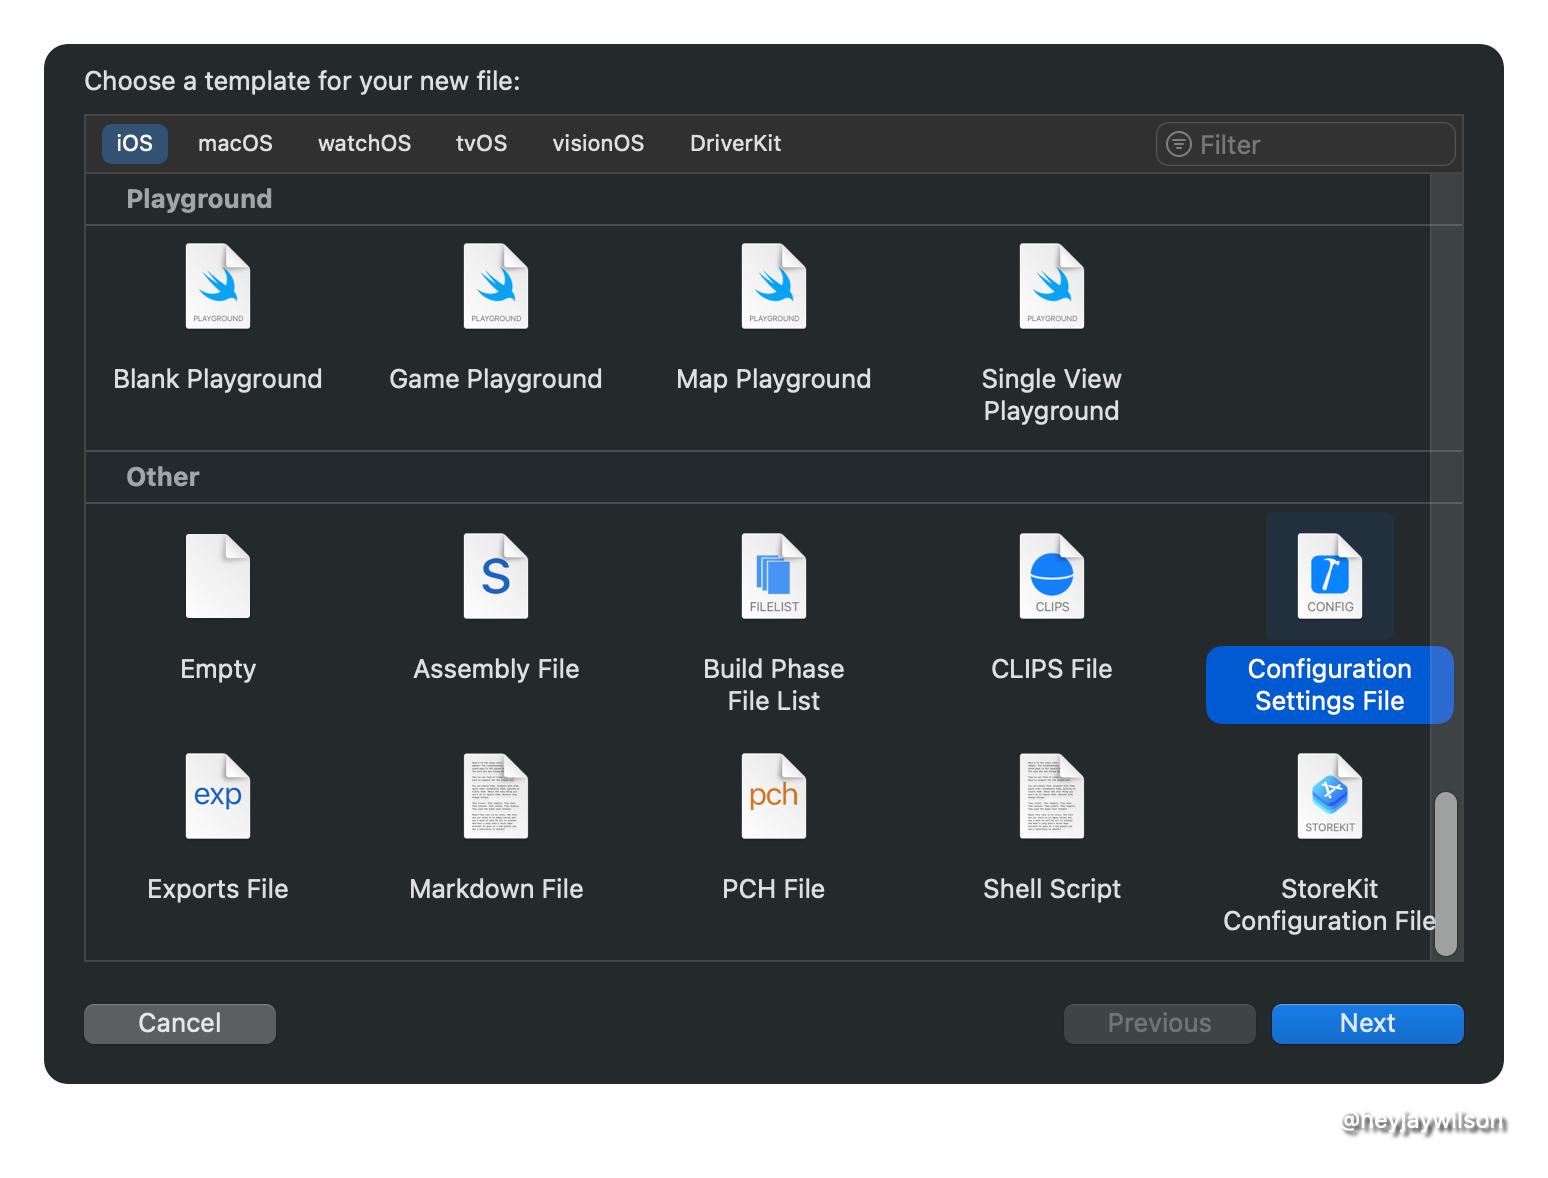 Choose a template for your new file:
iOS macOS watchOS tvOS visionOS DriverKit Filter
Playground
PLAYGROUND PLAYGROUND PLAYGROUND PLAYGROUND
Blank Playground Game Playground Map Playground Single View
Playground
Other
S FILELIST CLIPS CONFIG
Empty Assembly File Build Phase CLIPS File Configuration
File List Settings File
exp pch STOREKIT
Exports File Markdown File PCH File Shell Script StoreKit
Configuration File
Cancel Previous Next
@heyjaywilson